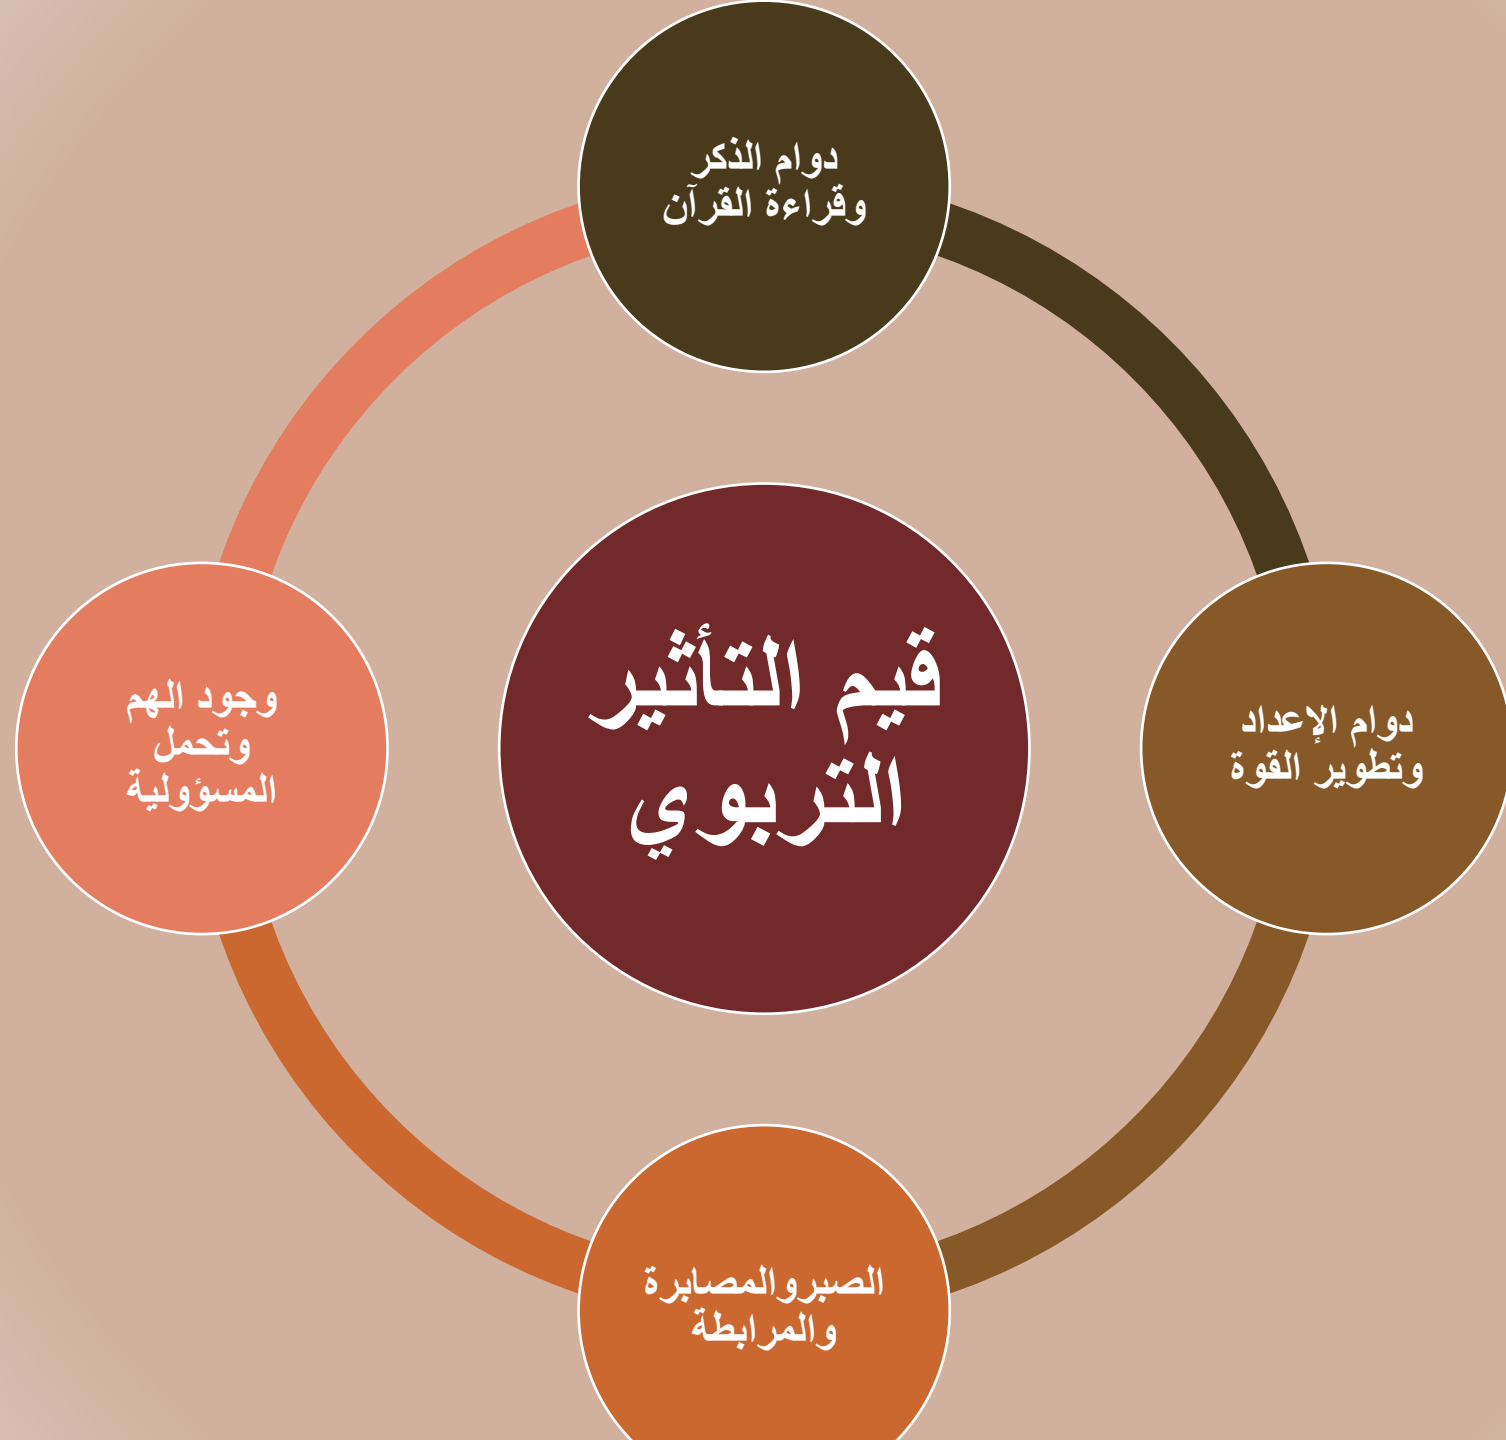 دوام الذكر
وقراءة القرآن
قيم التأثير
التربوي
دوام الإعداد
وتطوير القوة
الصبروالمصابرة
والمرابطة
وجود الهم
وتحمل
المسؤولية